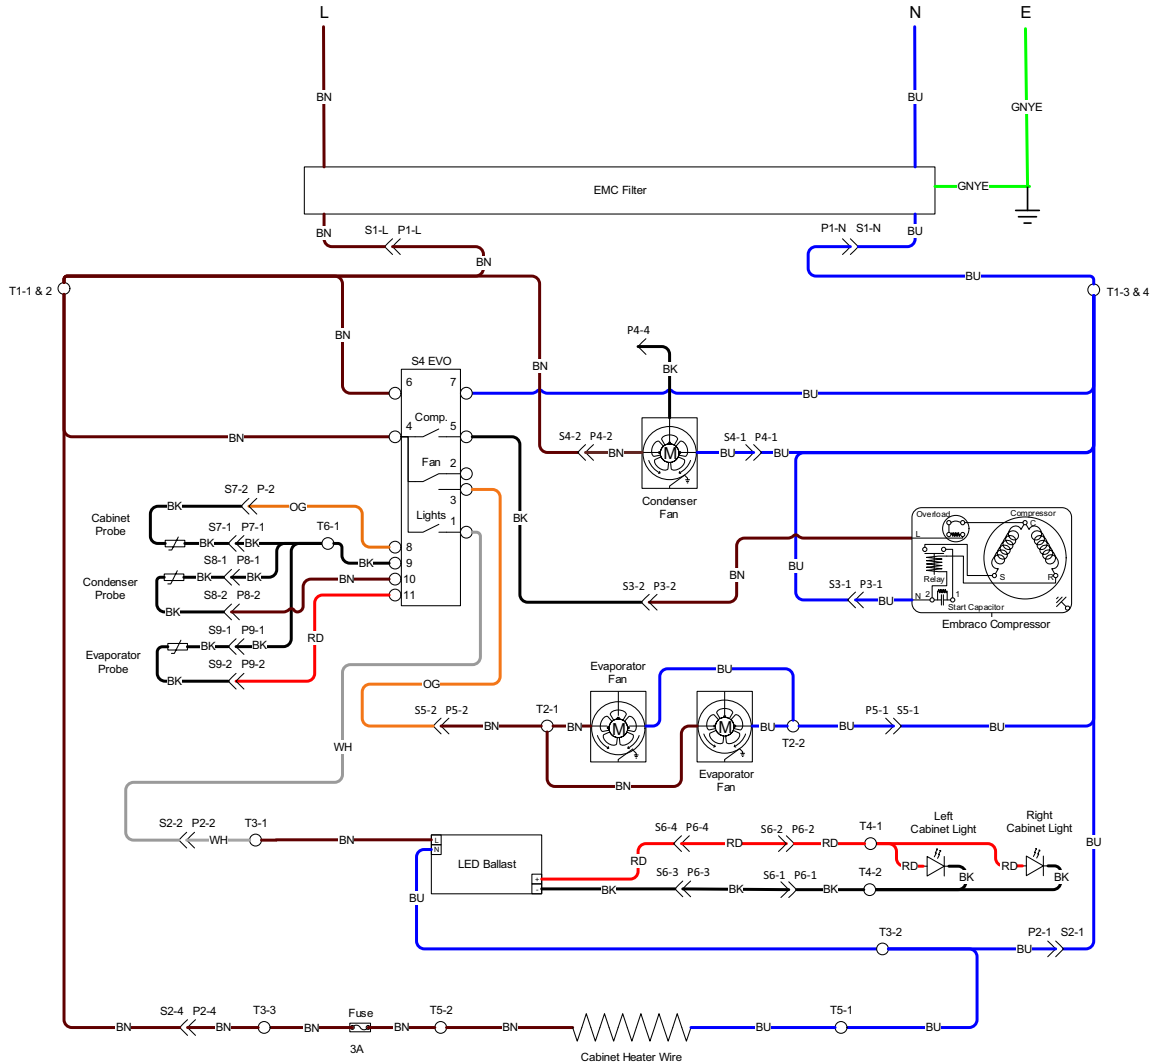 L N E
BN BU GNYE
EMC Filter
GNYE
BN BU
S1-L P1-L P1-N S1-N
BN BU
T1-1 & 2 T1-3 & 4
P4-4
BN BN BK
S4 EVO
6 7
BU
Comp.
4 5
BN
S4-2 P4-2 S4-1 P4-1
BN M BU BU
Fan 2
3
Condenser
Fan
Lights 1
S7-2 P-2
BK OG
Cabinet
Probe
S7-1 P7-1 T6-1
BK BK
8
BK 9
S8-1 P8-1
BK BK
Condenser
Probe
BN 10
S8-2 P8-2
BK
11
RD
S9-1 P9-1
BK BK
Evaporator
Probe
S9-2 P9-2
BK
BK
Overload Compressor
L C
S R
Relay
N 2 1
Start Capacitor
Embraco Compressor
BN BU
S3-2 P3-2 S3-1 P3-1
BU
Evaporator
Fan
BU
OG
S5-2 P5-2 T2-1
BN BN M M BU T2-2
BU P5-1 S5-1 BU
BN
Evaporator
Fan
WH
S2-2 P2-2 T3-1
WH BN
L
N
LED Ballast
+
-
S6-4 P6-4 S6-2 P6-2 T4-1
RD RD RD
Left
Cabinet Light
Right
Cabinet Light
RD BK RD BK
S6-3 P6-3 S6-1 P6-1 T4-2
BK BK BK
BU
BU
T3-2 P2-1 S2-1
BU
S2-4 P2-4 T3-3 Fuse T5-2 T5-1
BN BN BN BN BN BU BU
3A
Cabinet Heater Wire